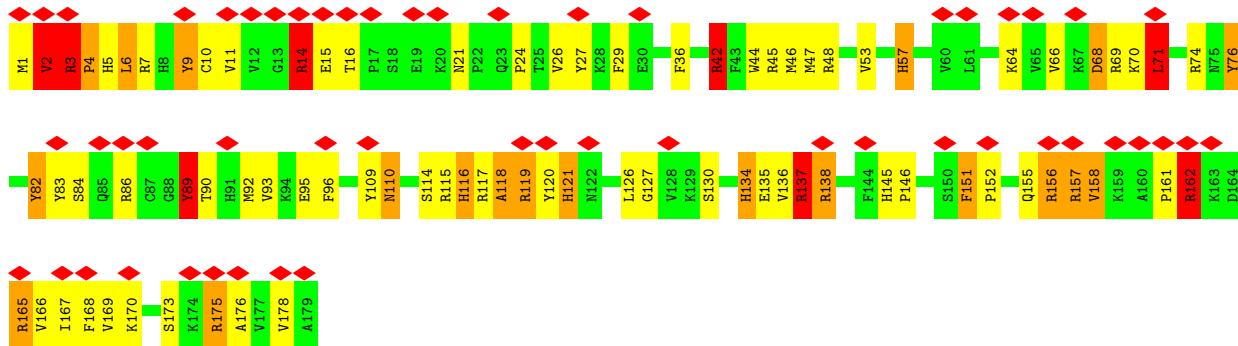 M1 V2 R3 P4 H5 L6 R7 H8 Y9 C10 V11 V12 G13 R14 E15 T16 P17 S18 E19 K20 N21 P22 Q23 P24 T25 V26 Y27 K28 F29 E30 F36 R42 F43 W44 R45 M46 M47 R48 V53 H57 V60 L61 K64 V65 V66 K67 D68 R69 K70 L71 R74 N75 Y76
Y82 Y83 S84 Q85 R86 C87 G88 Y89 T90 H91 M92 V93 K94 E95 F96 Y109 N110 S114 R115 H116 R117 A118 R119 Y120 H121 N122 L126 G127 V128 K129 S130 H134 E135 V136 R137 R138 F144 H145 P146 S150 F151 P152 Q155 R156 R157 V158 K159 A160 P161 R162 K163 D164
R165 V166 I167 F168 V169 K170 S173 K174 R175 A176 V177 V178 A179